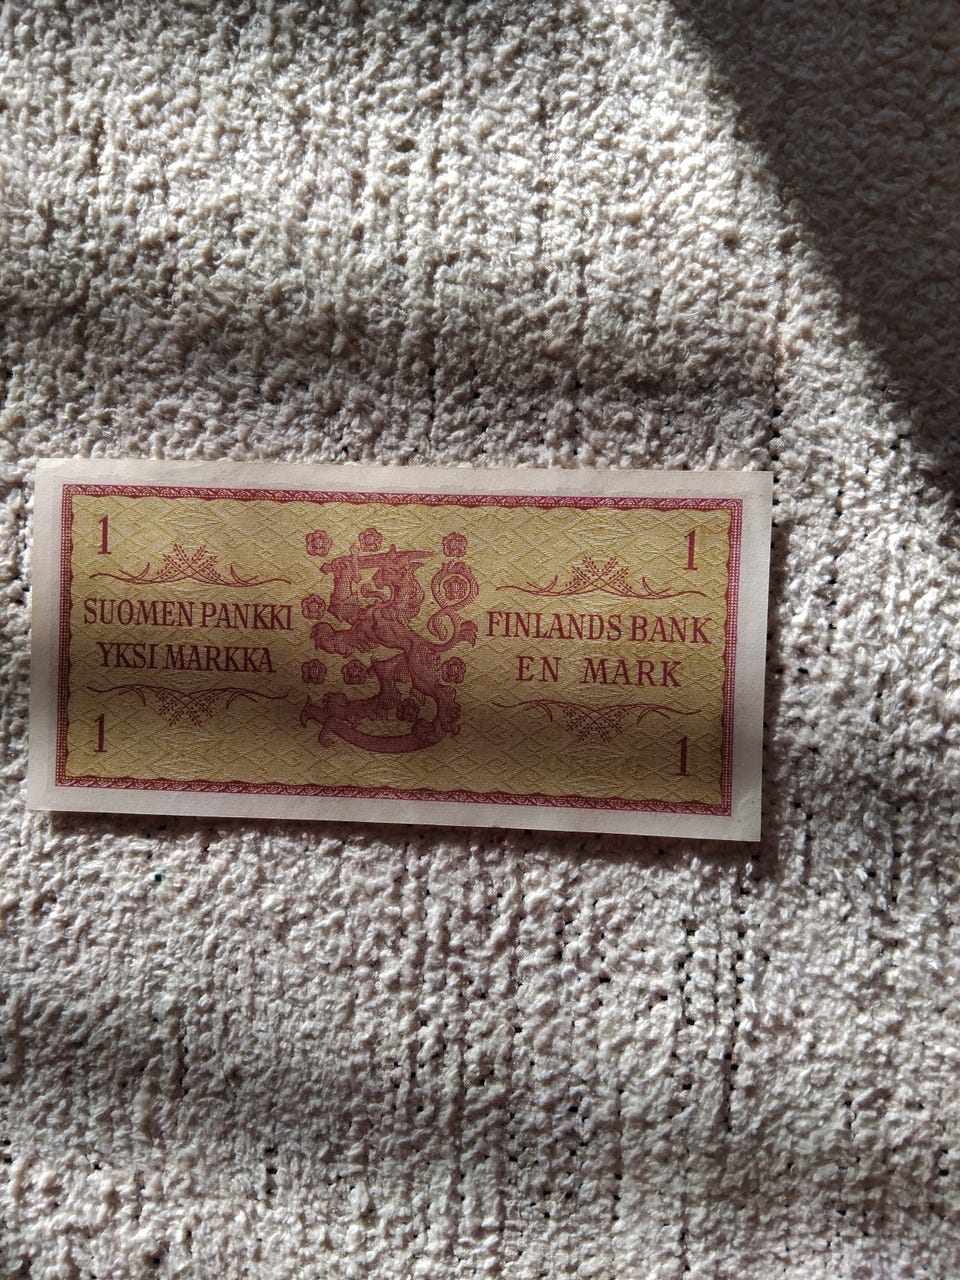 1
1
SUOMEN PANKKI
YKSI MARKKA
FINLANDS BANK
EN MARK
1
1